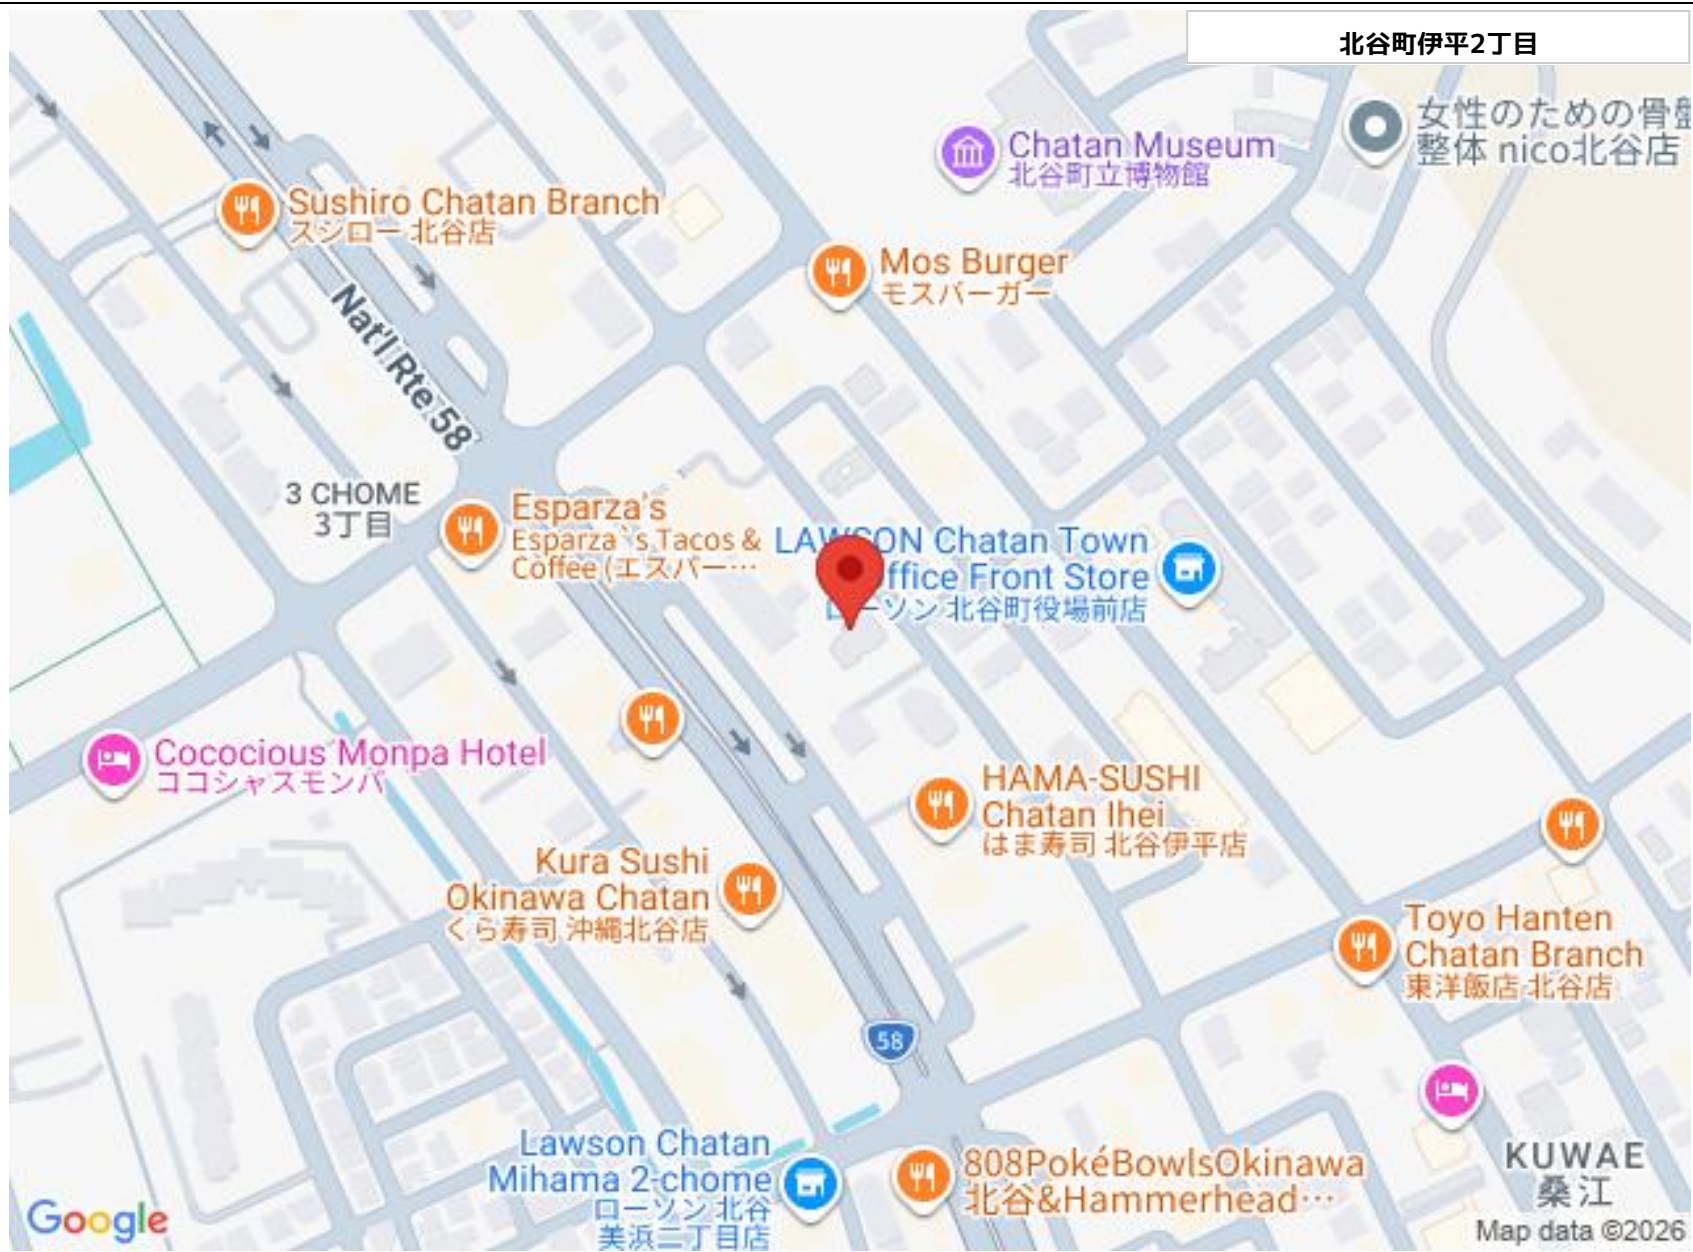 北谷町伊平2丁目
女性のための骨盤
整体 nico北谷店
Chatan Museum
北谷町立博物館
Sushiro Chatan Branch
スシロー 北谷店
Mos Burger
モスバーガー
Nat'l Rte 58
3 CHOME
3丁目
Esparza's
Esparza`s Tacos &
Coffee (エスパー…
LAWSON Chatan Town
Office Front Store
ローソン 北谷町役場前店
Cococious Monpa Hotel
ココシャスモンパ
HAMA-SUSHI
Chatan Ihei
はま寿司 北谷伊平店
Kura Sushi
Okinawa Chatan
くら寿司 沖縄北谷店
Toyo Hanten
Chatan Branch
東洋飯店 北谷店
58
Lawson Chatan
Mihama 2-chome
ローソン 北谷
美浜二丁目店
808PokéBowlsOkinawa
北谷&Hammerhead…
KUWAE
桑江
Google
Map data ©2026